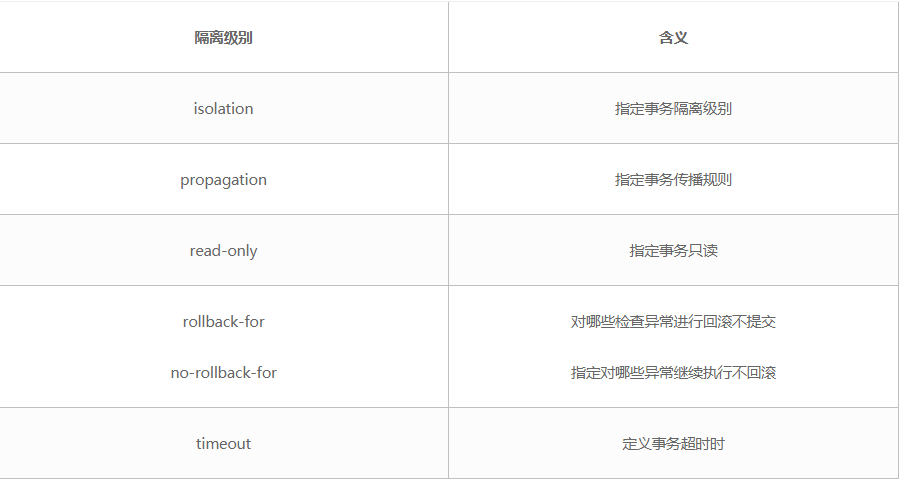 隔离级别 含义
isolation 指定事务隔离级别
propagation 指定事务传播规则
read-only 指定事务只读
rollback-for 对哪些检查异常进行回滚不提交
no-rollback-for 指定对哪些异常继续执行不回滚
timeout 定义事务超时时